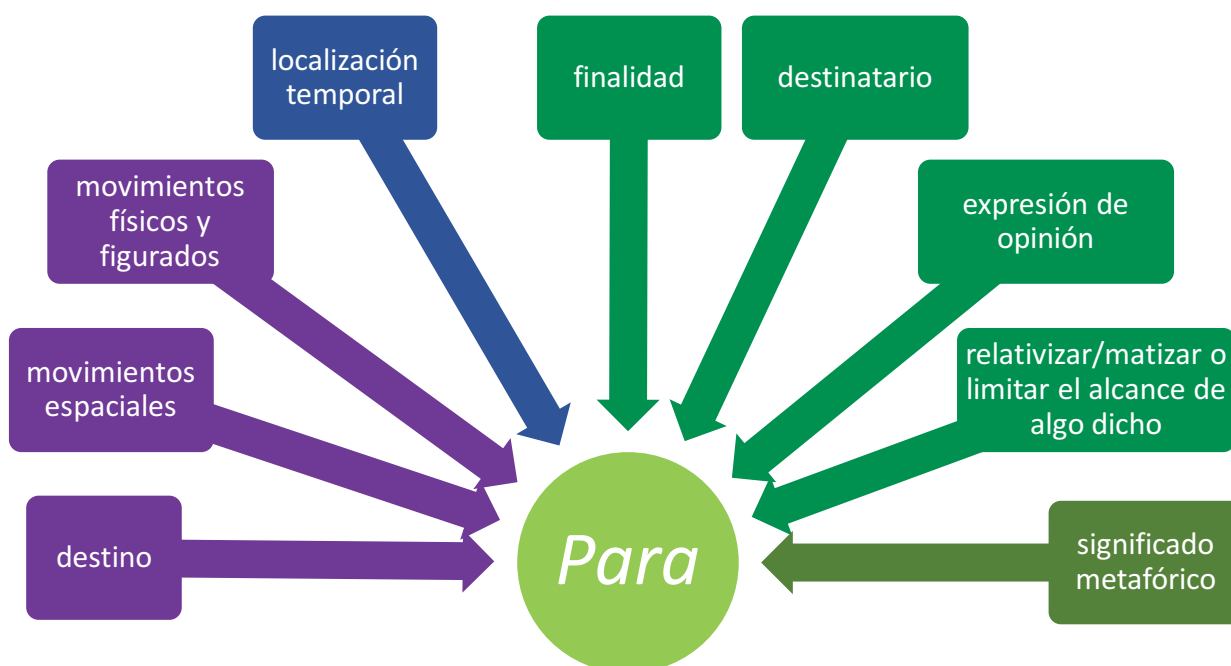 localización
temporal
finalidad
destinatario
movimientos
físicos y
figurados
expresión de
opinión
movimientos
espaciales
relativizar/matizar o
limitar el alcance de
algo dicho
destino
Para
significado
metafórico